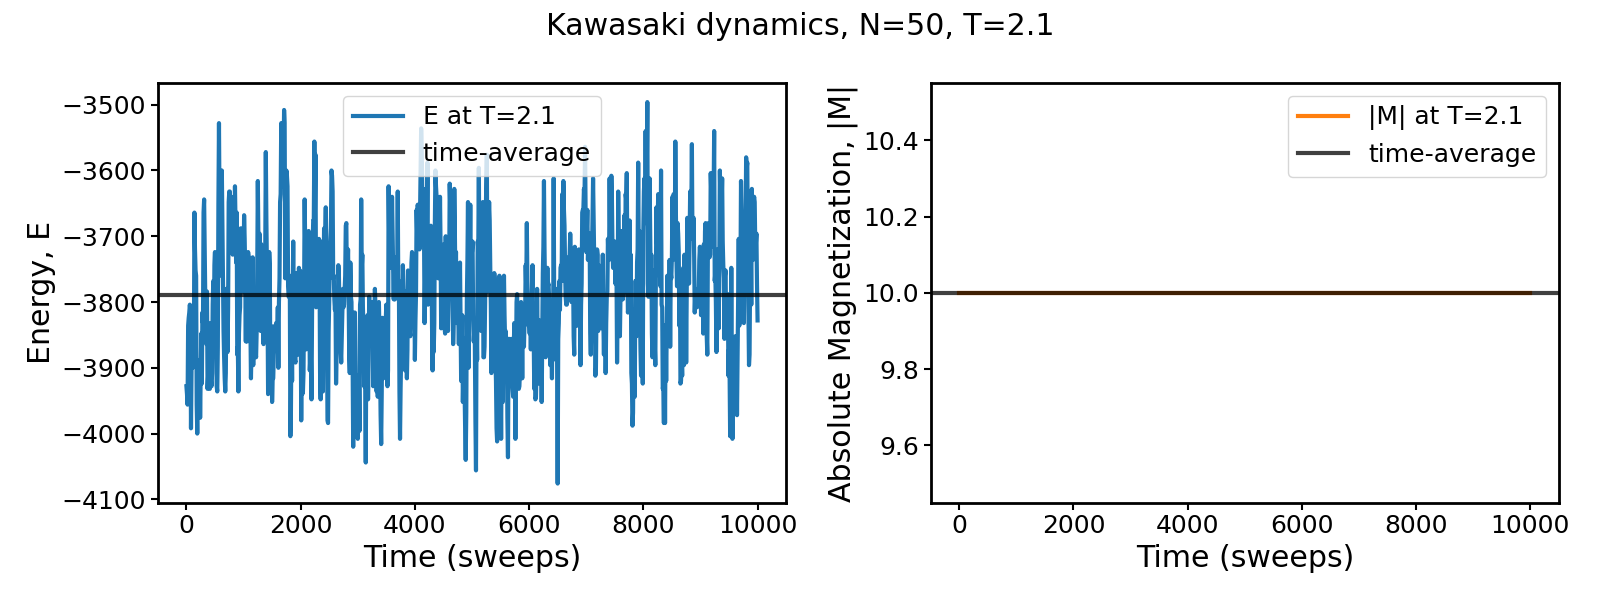 Kawasaki dynamics, N=50, T=2.1
Energy, E
−3500
−3600
−3700
−3800
−3900
−4000
−4100
E at T=2.1
time-average
0 2000 4000 6000 8000 10000
Time (sweeps)
Absolute Magnetization, |M|
10.4
10.2
10.0
9.8
9.6
|M| at T=2.1
time-average
0 2000 4000 6000 8000 10000
Time (sweeps)